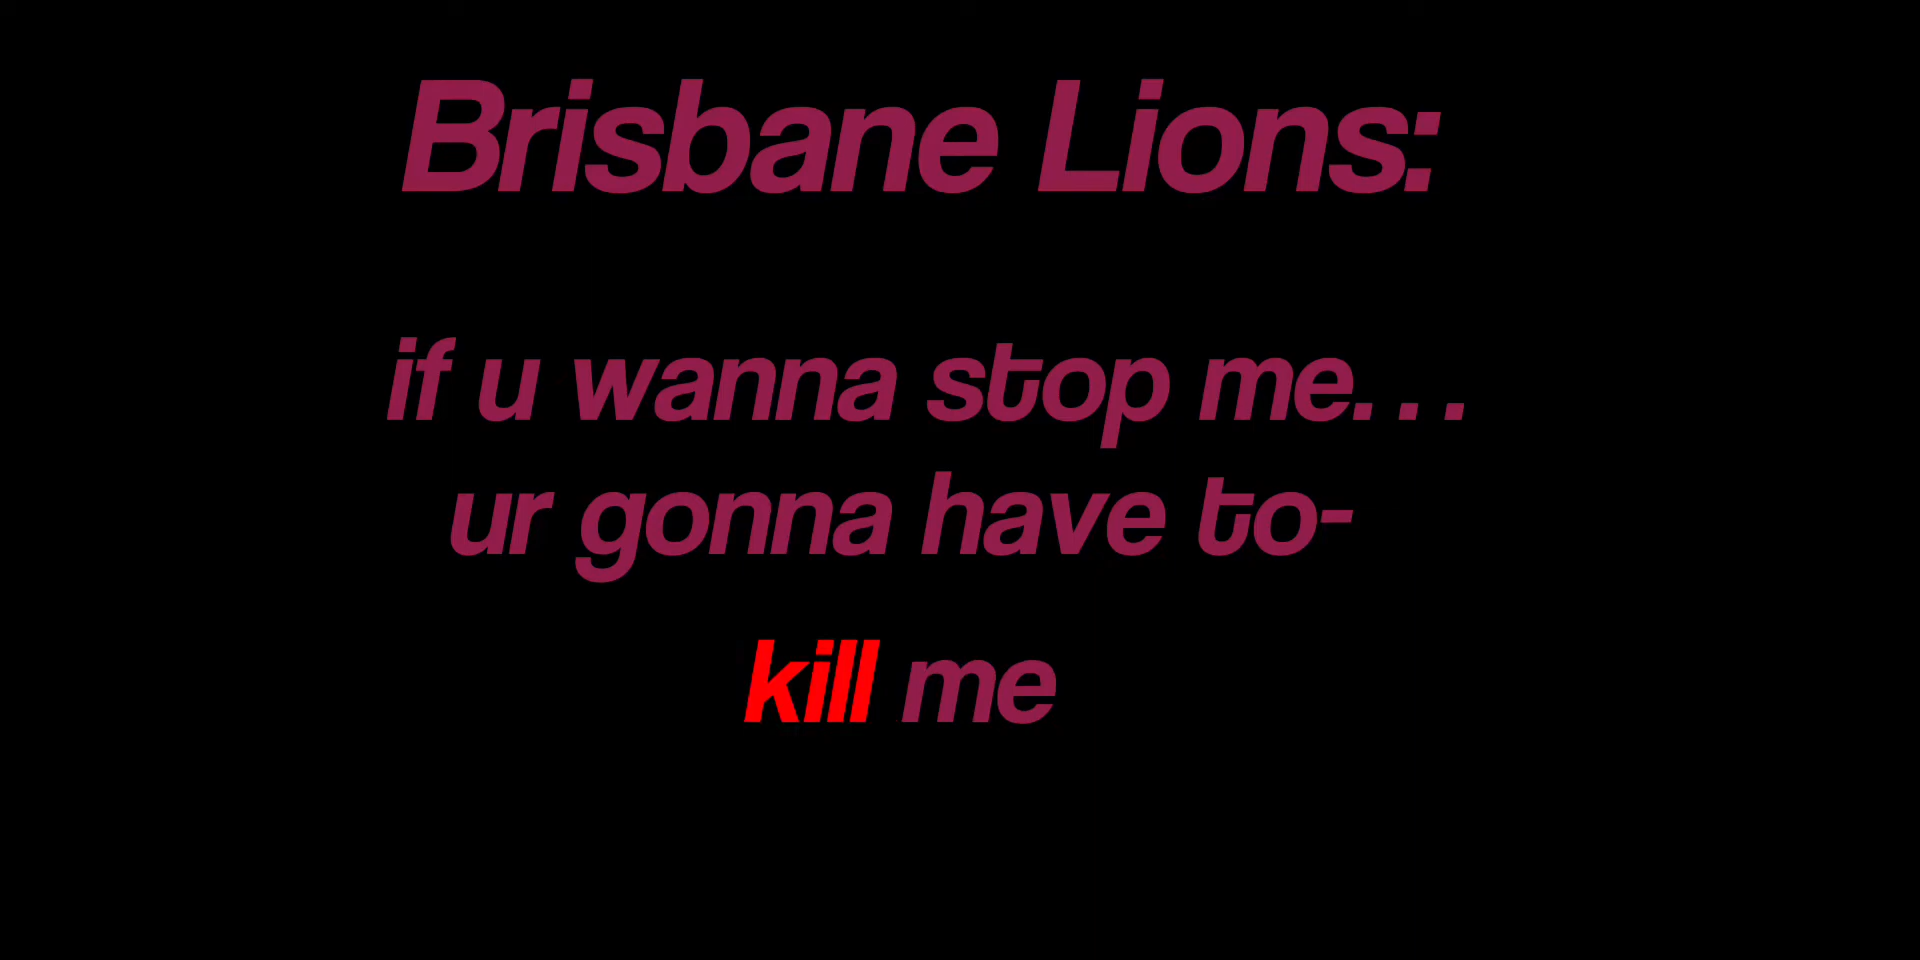 Brisbane Lions:
if u wanna stop me...
ur gonna have to-
kill me